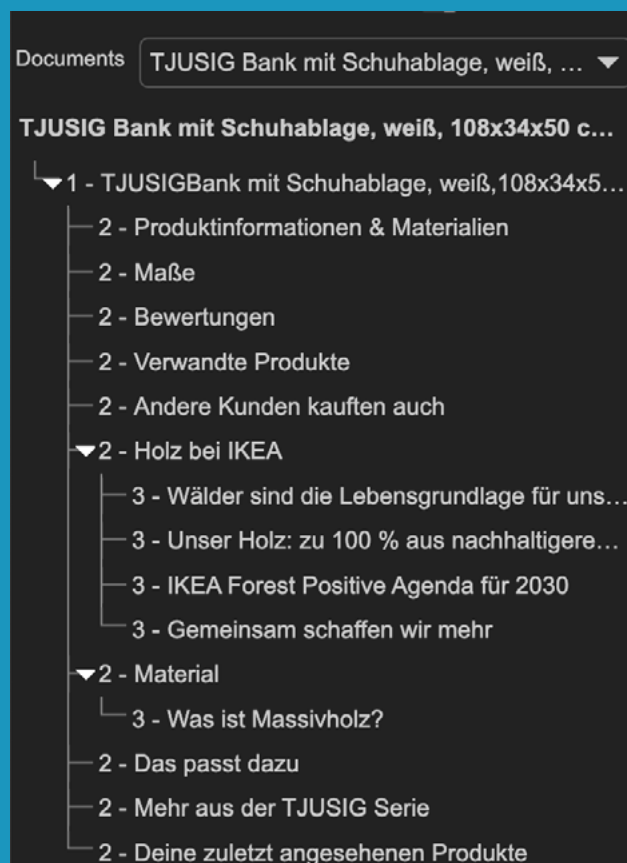 Documents TJUSIG Bank mit Schuhablage, weiß, ...
TJUSIG Bank mit Schuhablage, weiß, 108x34x50 c...
1 - TJUSIGBank mit Schuhablage, weiß,108x34x5...
2 - Produktinformationen & Materialien
2 - Maße
2 - Bewertungen
2 - Verwandte Produkte
2 - Andere Kunden kauften auch
2 - Holz bei IKEA
3 - Wälder sind die Lebensgrundlage für uns...
3 - Unser Holz: zu 100 % aus nachhaltigere...
3 - IKEA Forest Positive Agenda für 2030
3 - Gemeinsam schaffen wir mehr
2 - Material
3 - Was ist Massivholz?
2 - Das passt dazu
2 - Mehr aus der TJUSIG Serie
2 - Deine zuletzt angesehenen Produkte